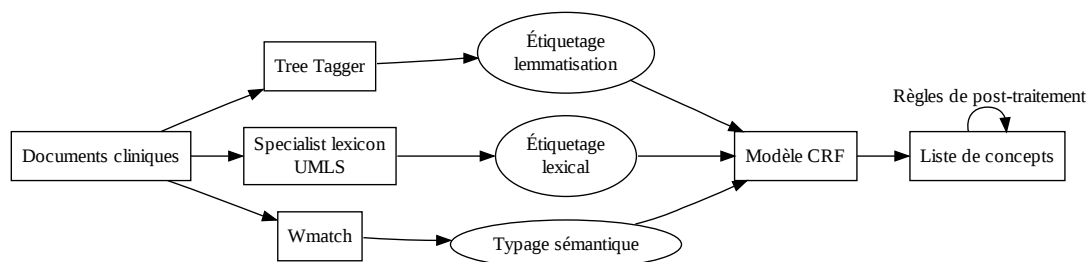 Étiquetage
lemmatisation
Tree Tagger
Règles de post-traitement
Documents cliniques
Specialist lexicon
UMLS
Étiquetage
lexical
Modèle CRF
Liste de concepts
Wmatch
Typage sémantique